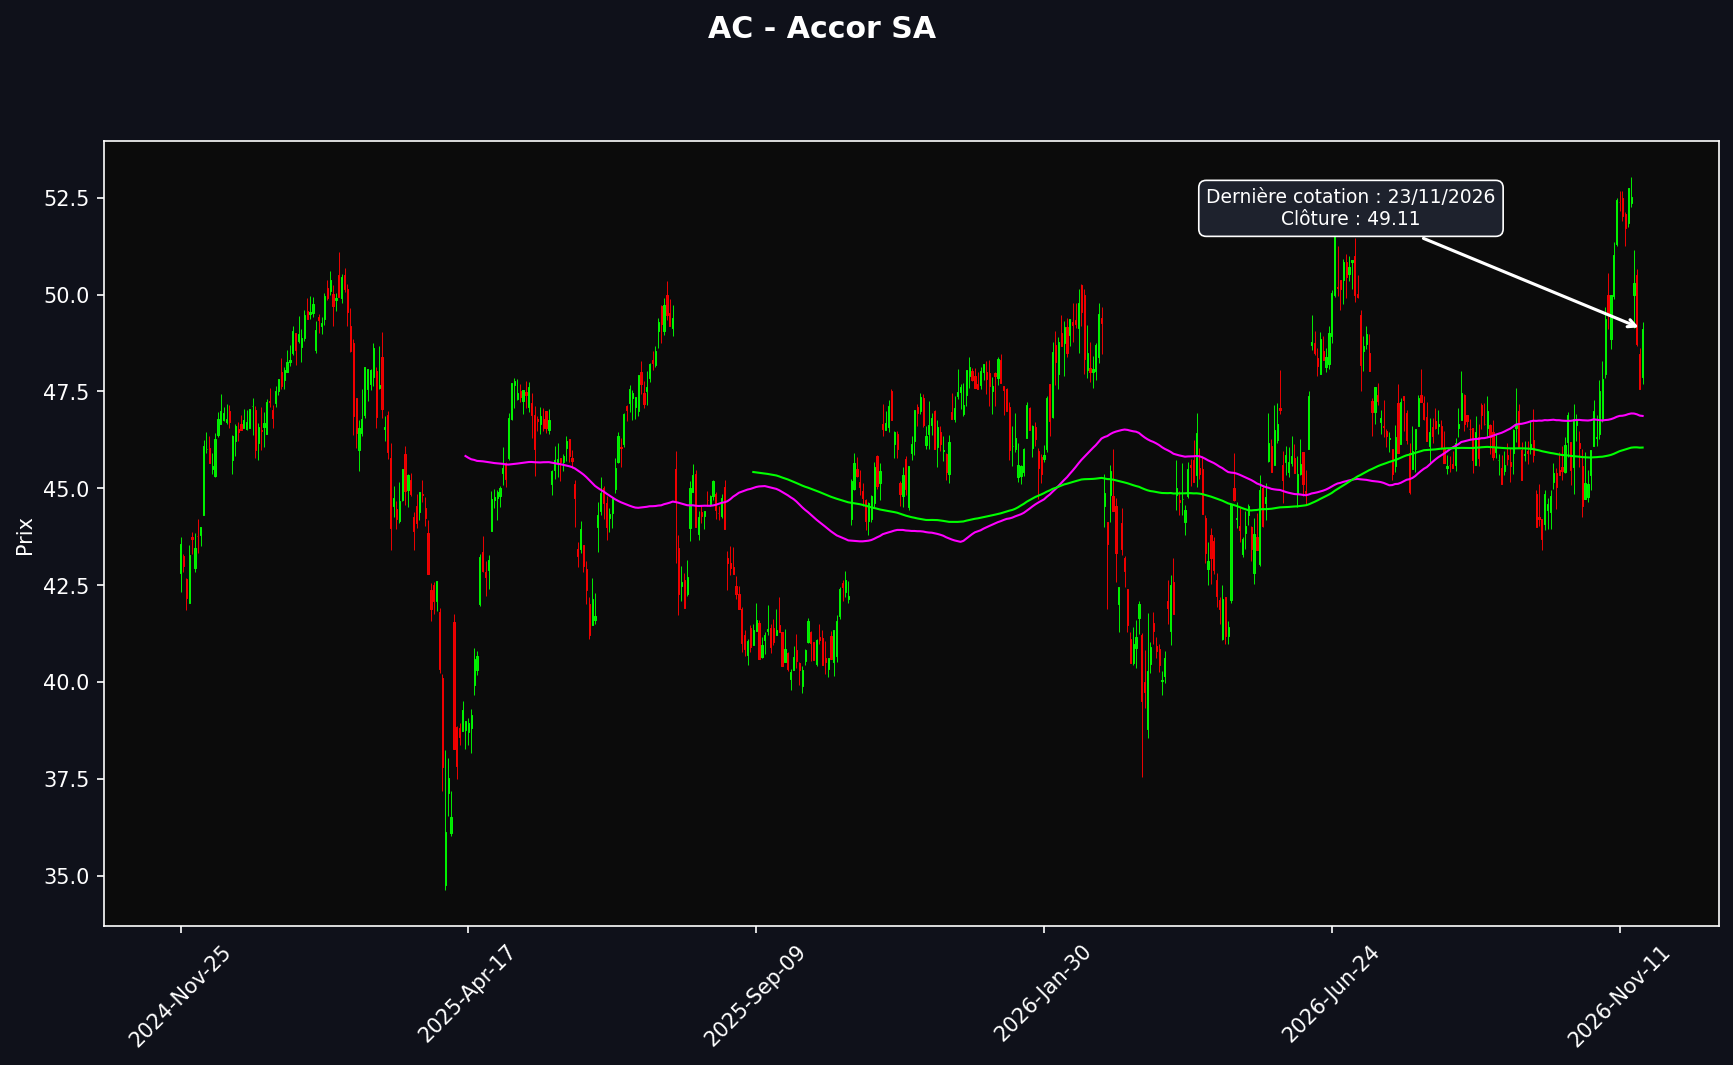 AC - Accor SA
Dernière cotation : 23/11/2026
Clôture : 49.11
Prix
52.5
50.0
47.5
45.0
42.5
40.0
37.5
35.0
2024-Nov-25
2025-Apr-17
2025-Sep-09
2026-Jan-30
2026-Jun-24
2026-Nov-11